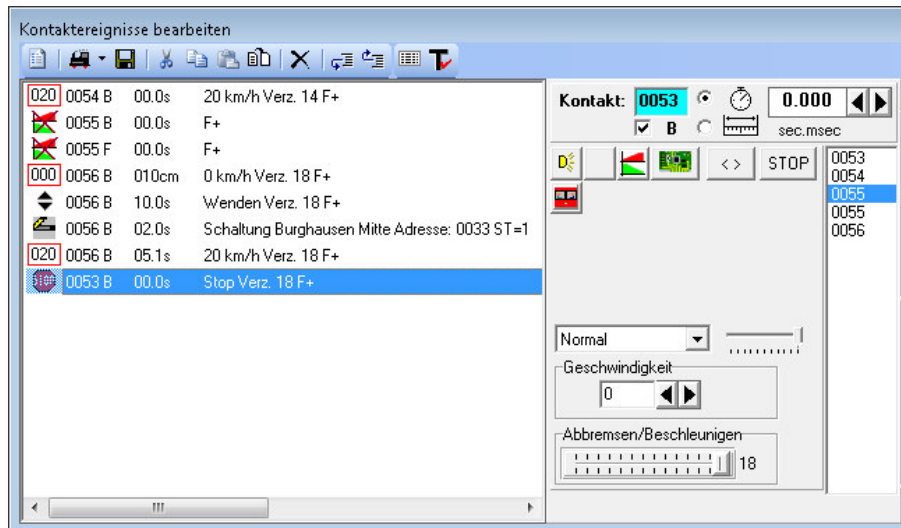 Kontaktereignisse bearbeiten
020 0054 B 00.0s 20 km/h Verz. 14 F+
0055 B 00.0s F+
0055 F 00.0s F+
000 0056 B 010cm 0 km/h Verz. 18 F+
0056 B 10.0s Wenden Verz. 18 F+
0056 B 02.0s Schaltung Burghausen Mitte Adresse: 0033 ST=1
020 0056 B 05.1s 20 km/h Verz. 18 F+
STOP 0053 B 00.0s Stop Verz. 18 F+
Kontakt: 0053 0.000
B sec.msec
D < > STOP
0053
0054
0055
0055
0056
Normal
Geschwindigkeit
0
Abbremsen/Beschleunigen
18